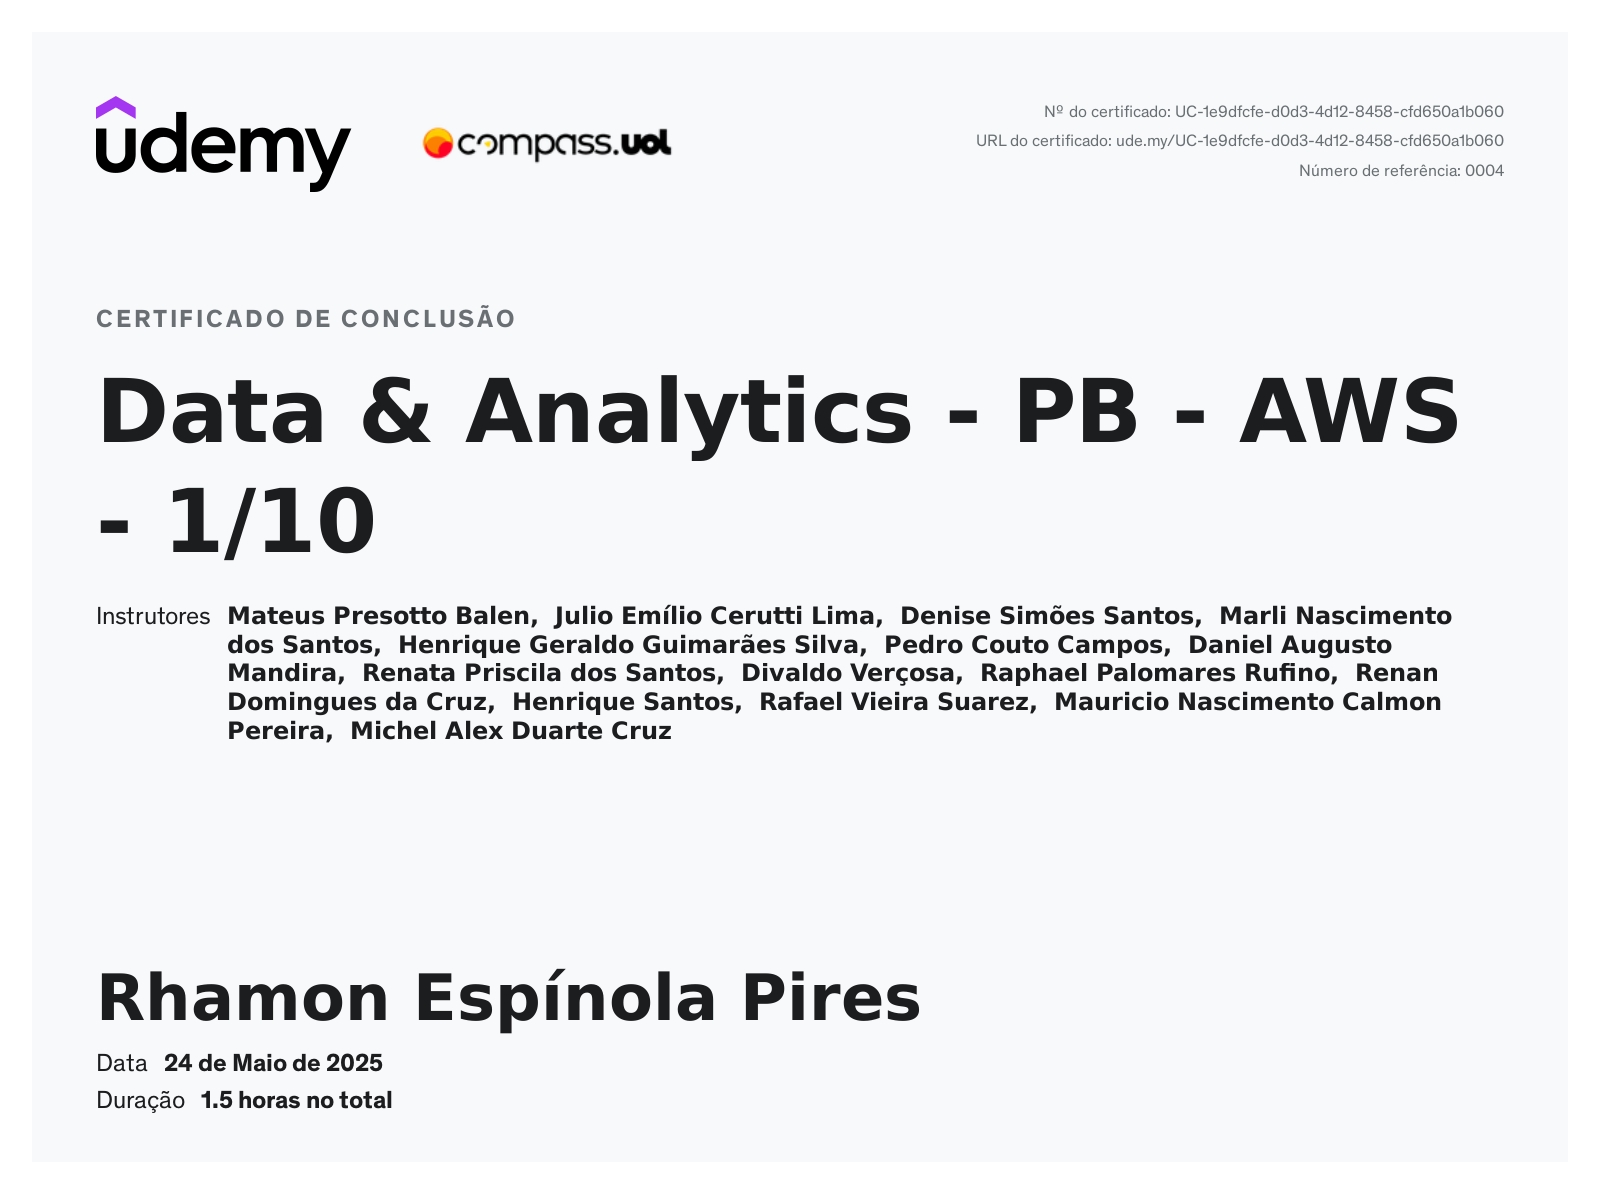 udemy
compass.uol
Nº do certificado: UC-1e9dfcfe-d0d3-4d12-8458-cfd650a1b060
URL do certificado: ude.my/UC-1e9dfcfe-d0d3-4d12-8458-cfd650a1b060
Número de referência: 0004
CERTIFICADO DE CONCLUSÃO
Data & Analytics - PB - AWS
- 1/10
Instrutores Mateus Presotto Balen, Julio Emílio Cerutti Lima, Denise Simões Santos, Marli Nascimento
dos Santos, Henrique Geraldo Guimarães Silva, Pedro Couto Campos, Daniel Augusto
Mandira, Renata Priscila dos Santos, Divaldo Verçosa, Raphael Palomares Rufino, Renan
Domingues da Cruz, Henrique Santos, Rafael Vieira Suarez, Mauricio Nascimento Calmon
Pereira, Michel Alex Duarte Cruz
Rhamon Espínola Pires
Data 24 de Maio de 2025
Duração 1.5 horas no total